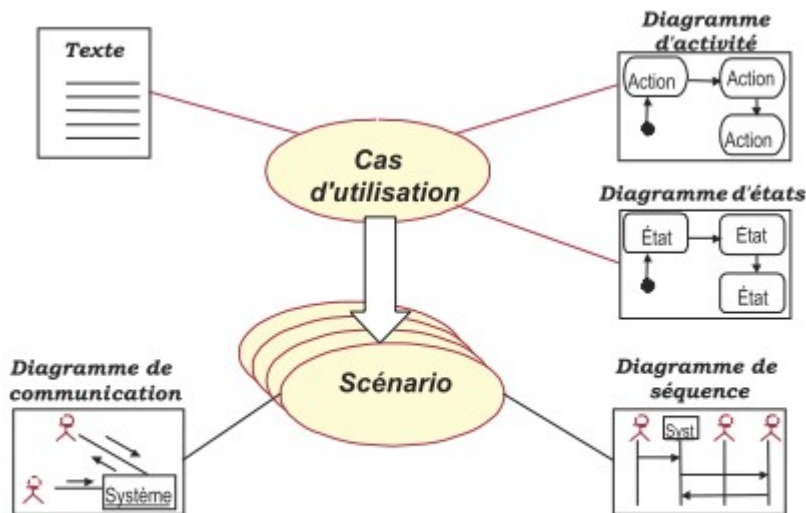 Texte
Diagramme
d'activité
Action
Action
Action
Cas
d'utilisation
Diagramme d'états
État
État
État
Scénario
Diagramme de
communication
Système
Diagramme de
séquence
Syst